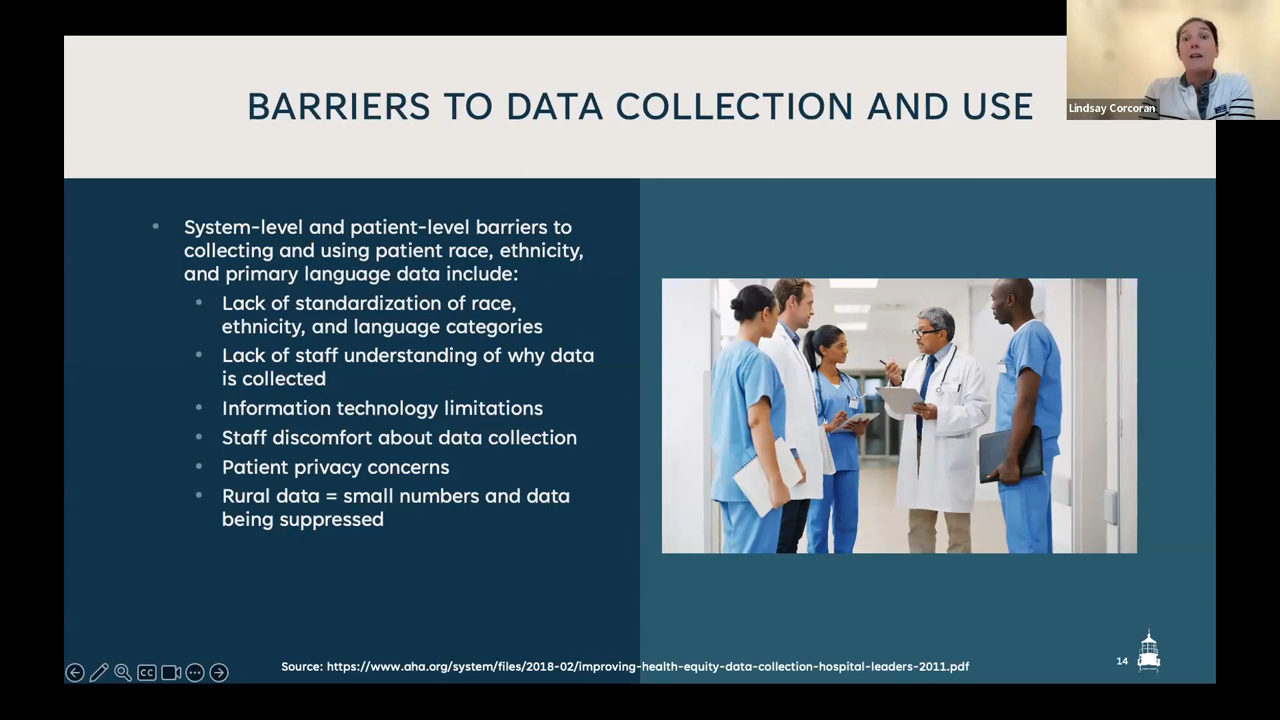 BARRIERS TO DATA COLLECTION AND USE
Lindsay Corcoran
• System-level and patient-level barriers to
collecting and using patient race, ethnicity,
and primary language data include:
• Lack of standardization of race,
ethnicity, and language categories
• Lack of staff understanding of why data
is collected
• Information technology limitations
• Staff discomfort about data collection
• Patient privacy concerns
• Rural data = small numbers and data
being suppressed
CC
Source: https://www.aha.org/system/files/2018-02/improving-health-equity-data-collection-hospital-leaders-2011.pdf
14